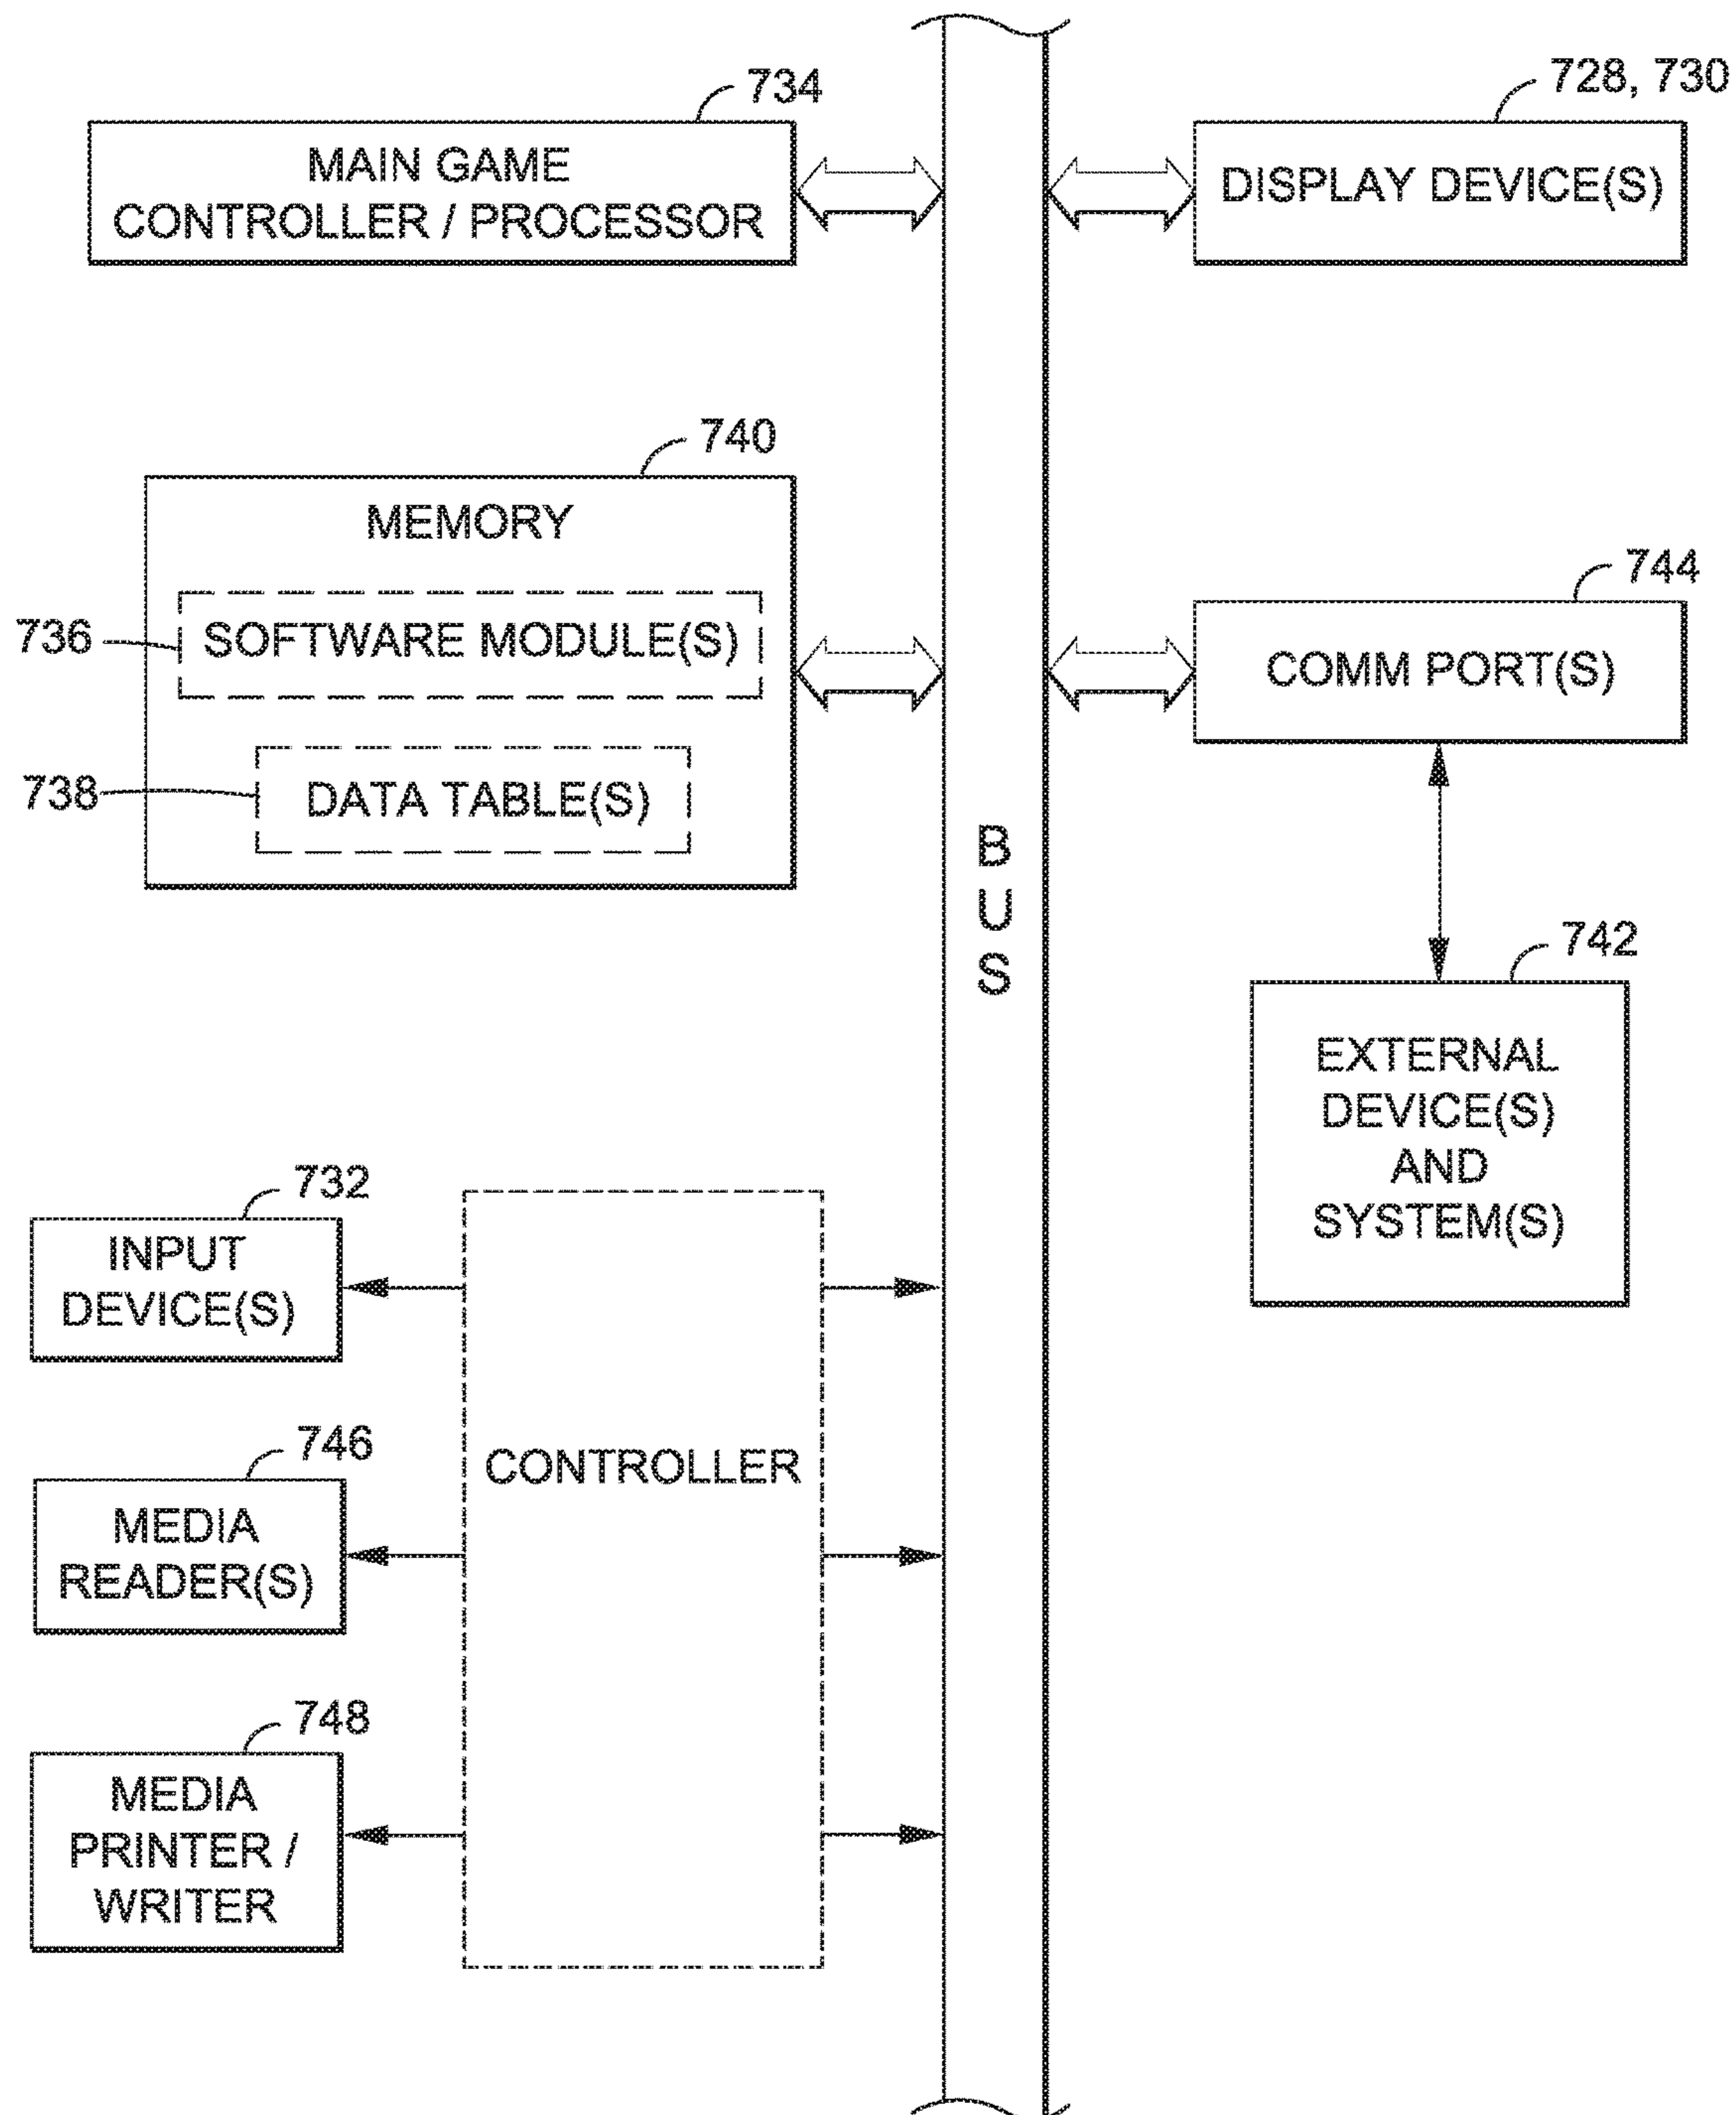 734
MAIN GAME
CONTROLLER / PROCESSOR
728, 730
DISPLAY DEVICE(S)
740
MEMORY
736
SOFTWARE MODULE(S)
738
DATA TABLE(S)
744
COMM PORT(S)
B
U
S
742
EXTERNAL
DEVICE(S)
AND
SYSTEM(S)
732
INPUT
DEVICE(S)
746
MEDIA
READER(S)
748
MEDIA
PRINTER /
WRITER
CONTROLLER